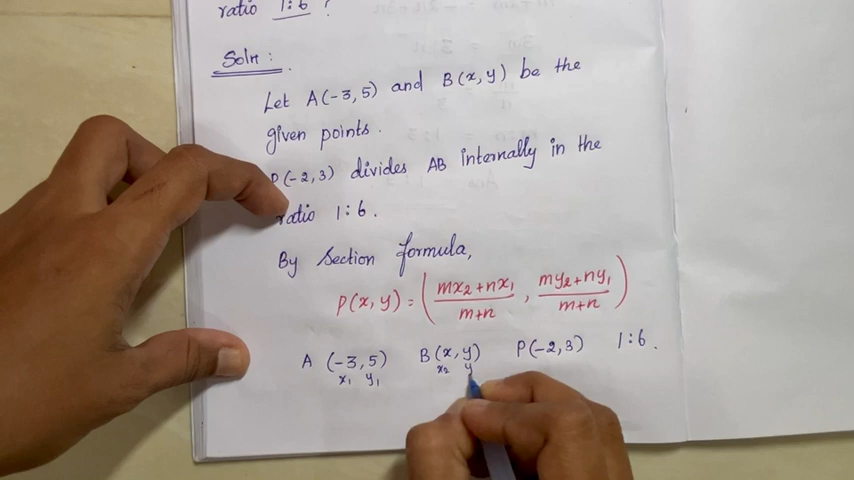 ratio 1:6 ?
Soln :
Let A(-3,5) and B(x,y) be the
given points.
P(-2,3) divides AB internally in the
ratio 1:6.
By Section formula,
P(x,y) = ( mx₂+nx₁ / m+n , my₂+ny₁ / m+n )
A (-3,5) B(x,y) P(-2,3) 1:6.
x₁ y₁ x₂ y